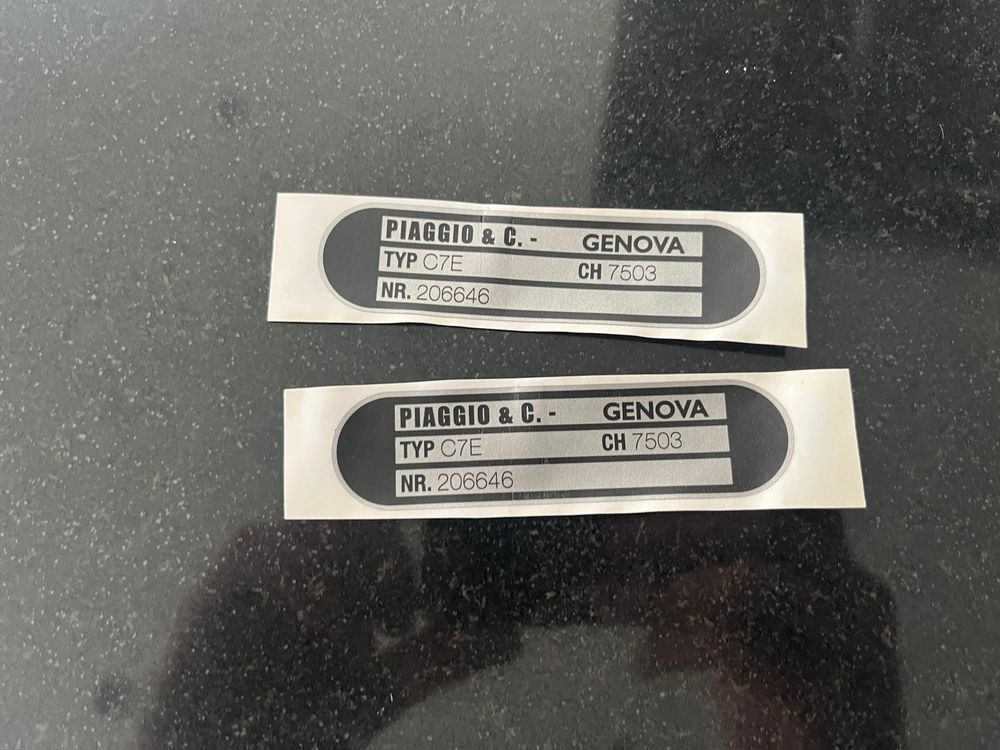 PIAGGIO & C. - GENOVA
TYP C7E CH 7503
NR. 206646
PIAGGIO & C. - GENOVA
TYP C7E CH 7503
NR. 206646